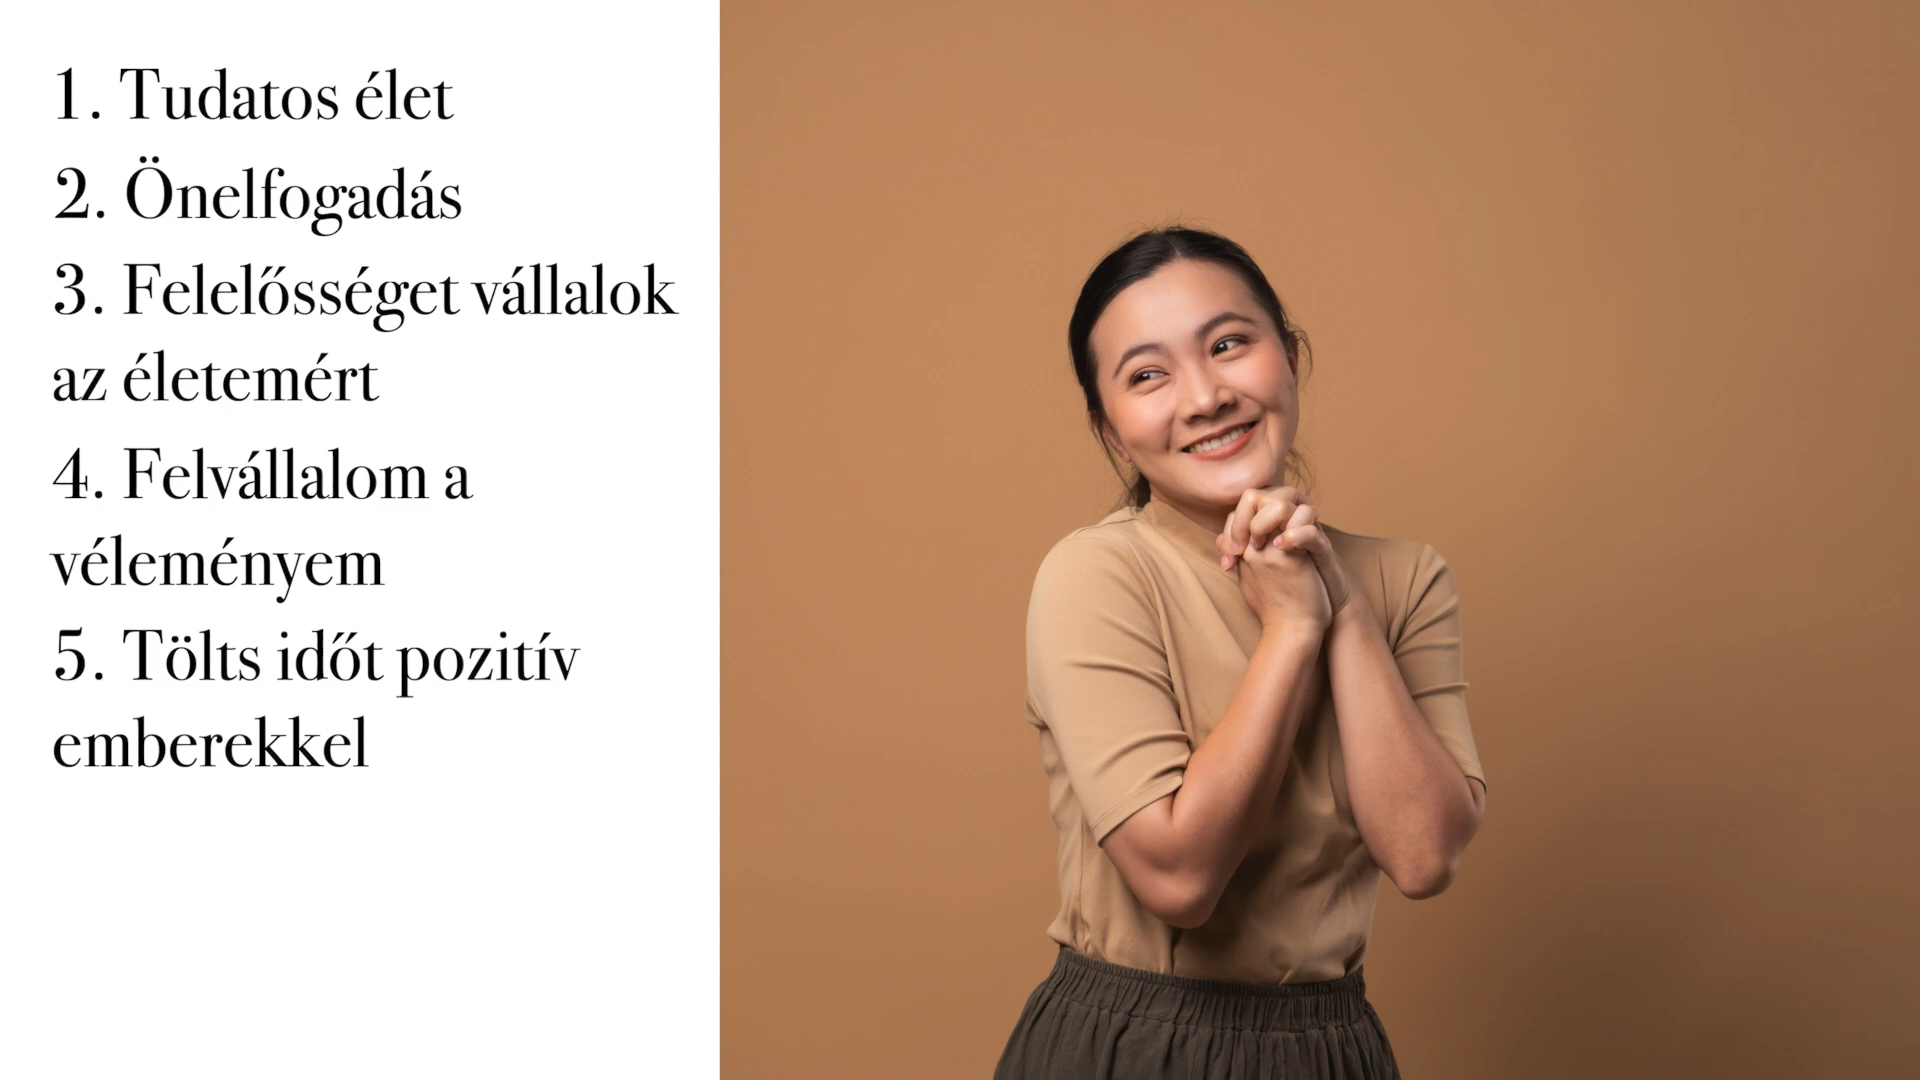 1. Tudatos élet
2. Önelfogadás
3. Felelősséget vállalok
az életemért
4. Felvállalom a
véleményem
5. Tölts időt pozitív
emberekkel